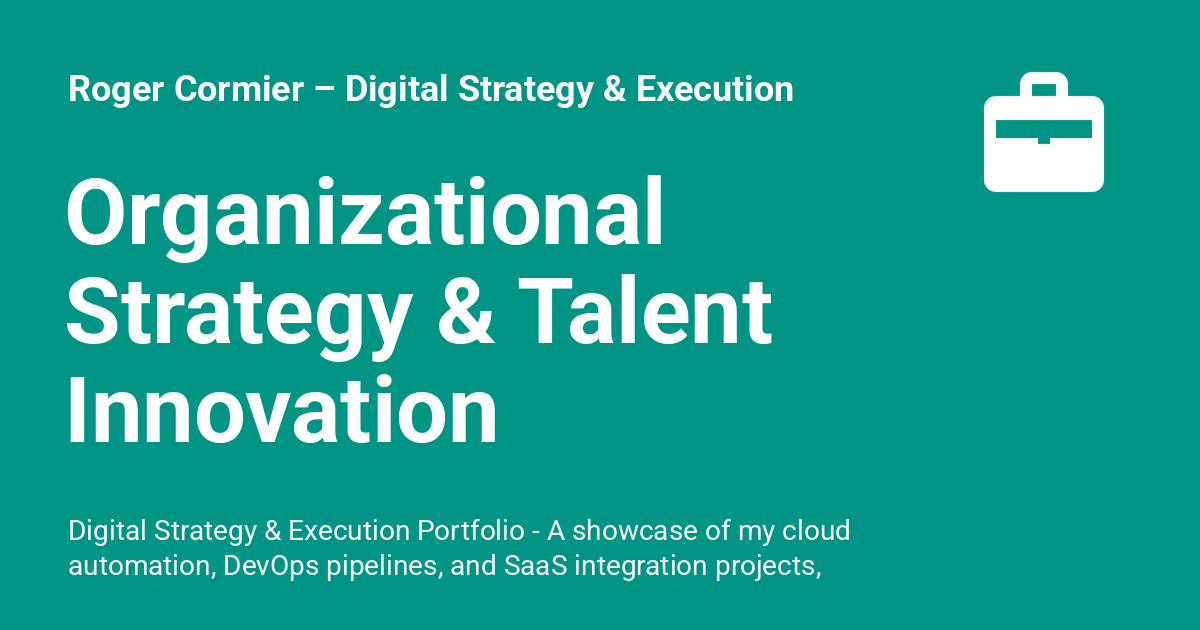 Roger Cormier – Digital Strategy & Execution
Organizational
Strategy & Talent
Innovation
Digital Strategy & Execution Portfolio - A showcase of my cloud
automation, DevOps pipelines, and SaaS integration projects,